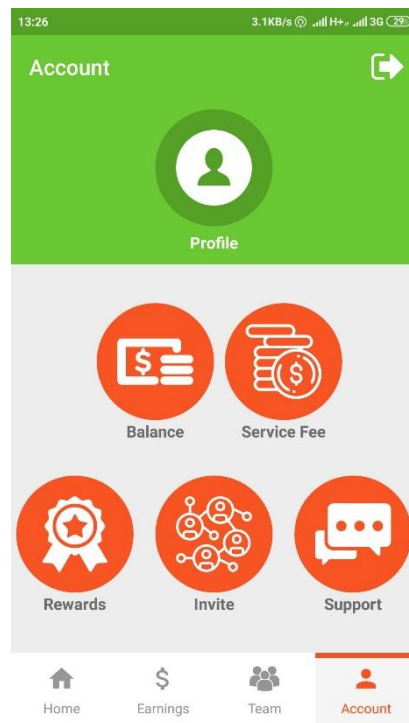 13:26 3.1KB/s H+ 3G 29
Account
Profile
$ $
Balance Service Fee
Rewards Invite Support
$
Home Earnings Team Account